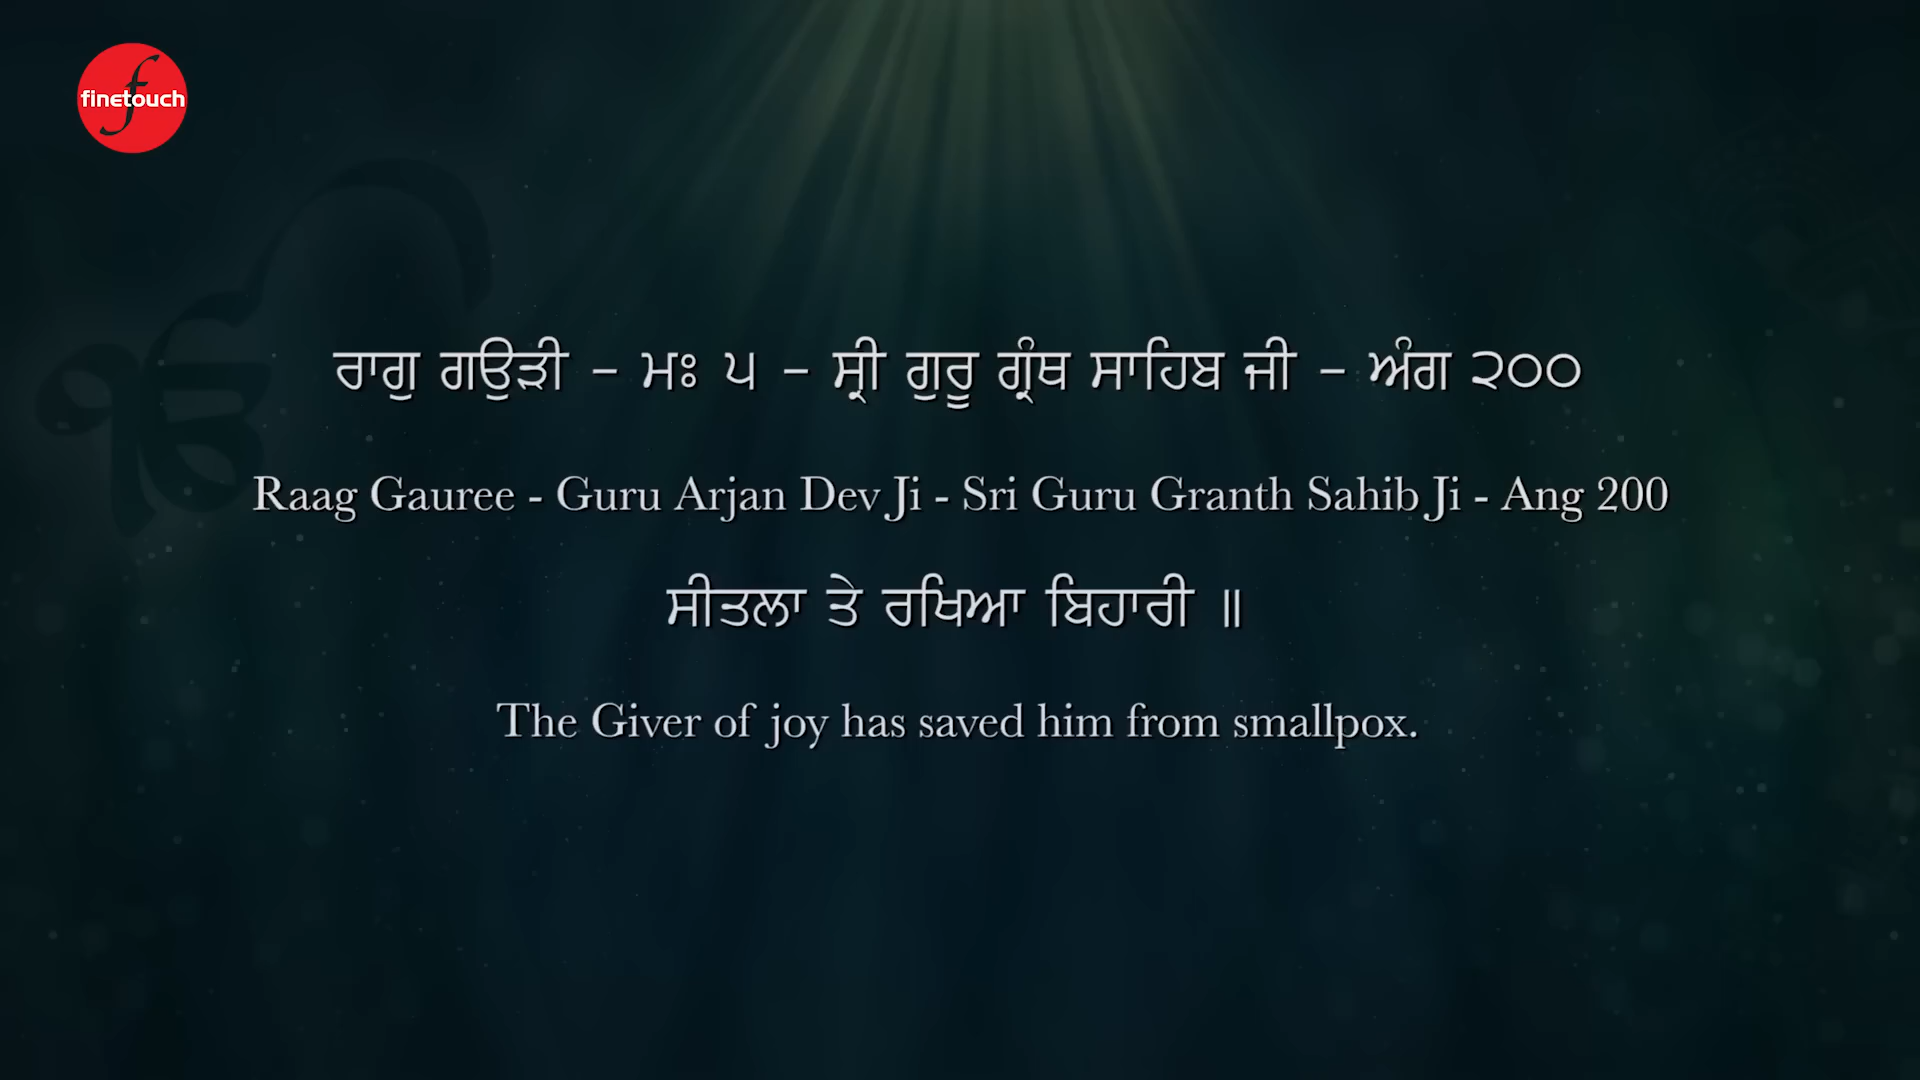 finetouch
ਰਾਗੁ ਗਉੜੀ - ਮਃ ੫ - ਸ੍ਰੀ ਗੁਰੂ ਗ੍ਰੰਥ ਸਾਹਿਬ ਜੀ - ਅੰਗ ੨੦੦
Raag Gauree - Guru Arjan Dev Ji - Sri Guru Granth Sahib Ji - Ang 200
ਸੀਤਲਾ ਤੇ ਰਖਿਆ ਬਿਹਾਰੀ ॥
The Giver of joy has saved him from smallpox.